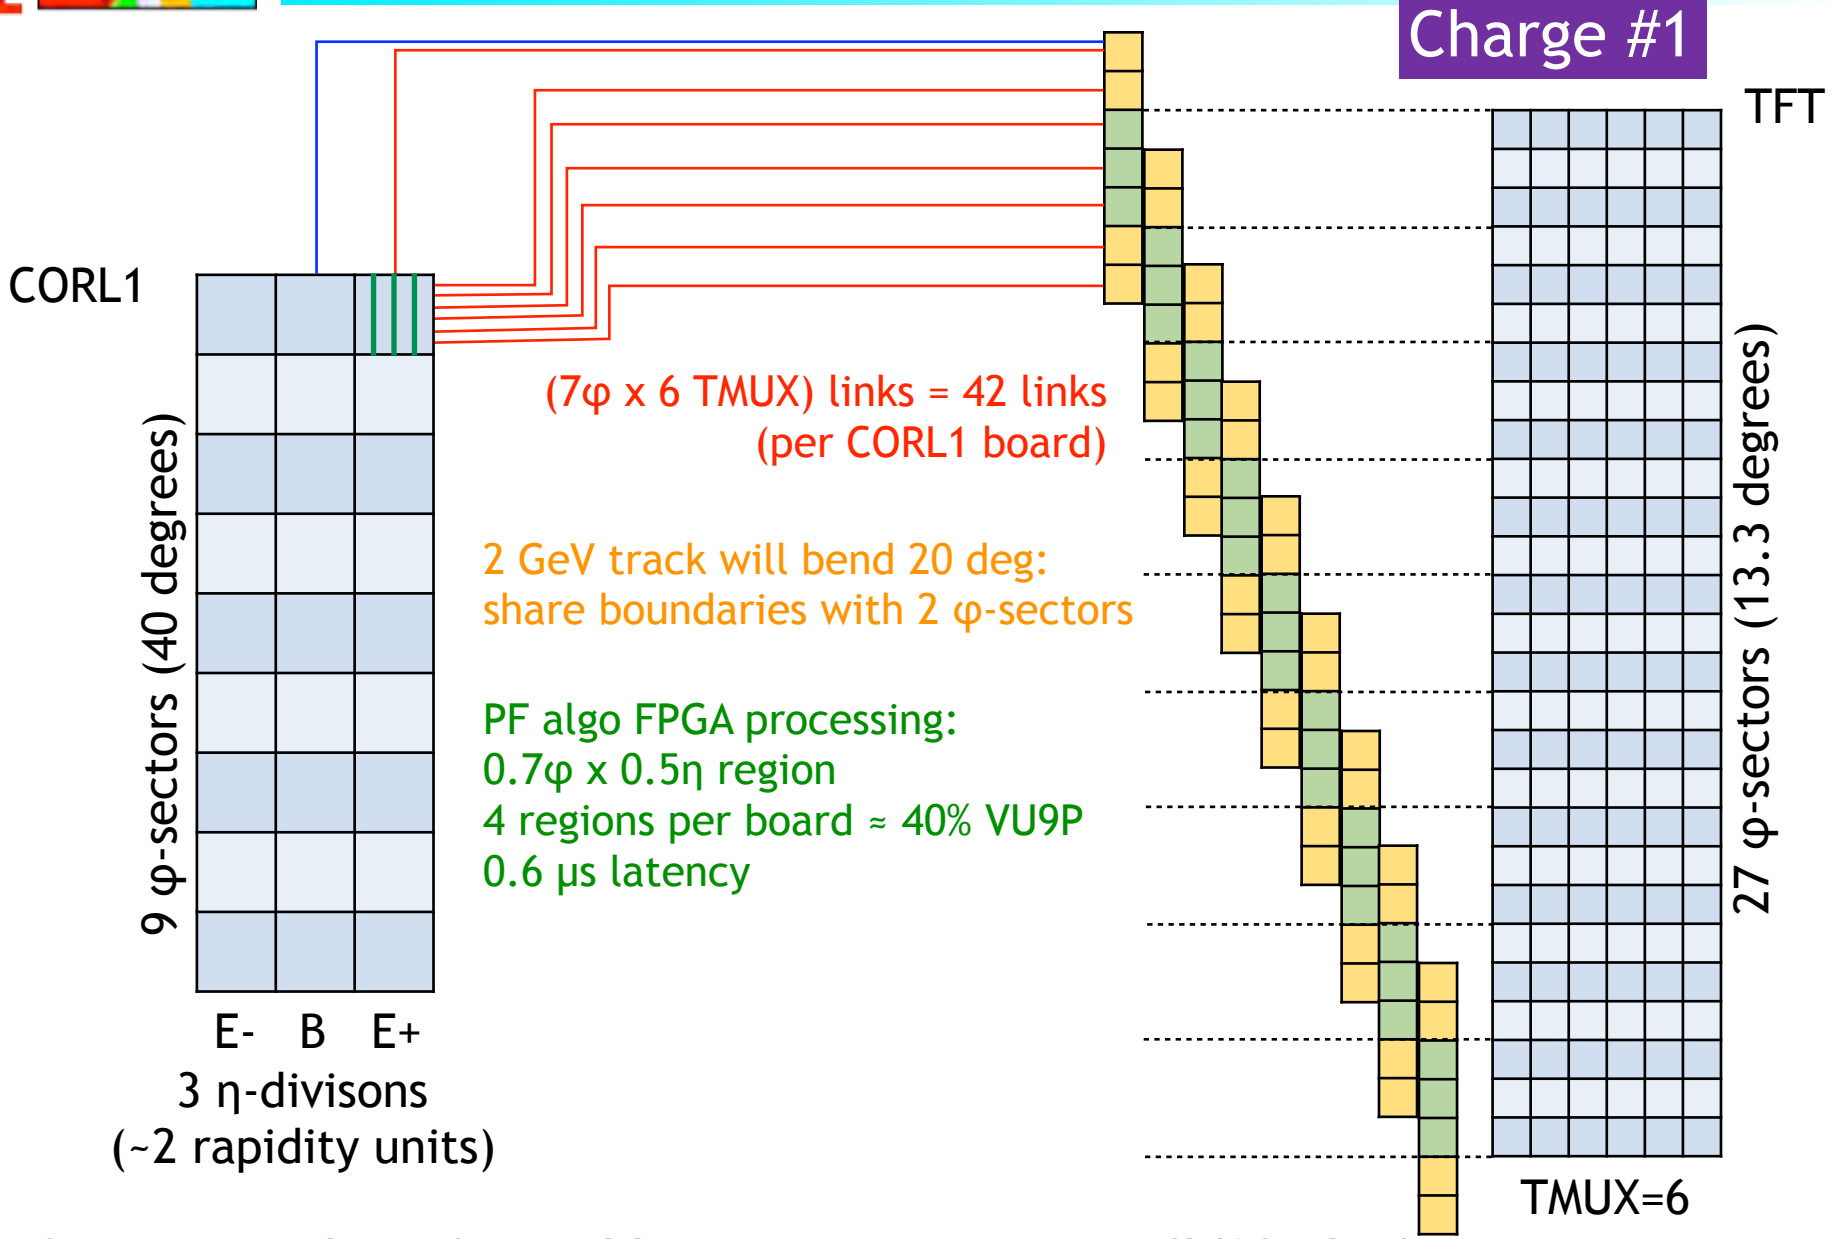 Charge #1
TFT
CORL1
(7φ x 6 TMUX) links = 42 links
(per CORL1 board)
2 GeV track will bend 20 deg:
share boundaries with 2 φ-sectors
PF algo FPGA processing:
0.7φ x 0.5η region
4 regions per board ≈ 40% VU9P
0.6 μs latency
9 φ-sectors (40 degrees)
27 φ-sectors (13.3 degrees)
E- B E+
3 η-divisons
(~2 rapidity units)
TMUX=6